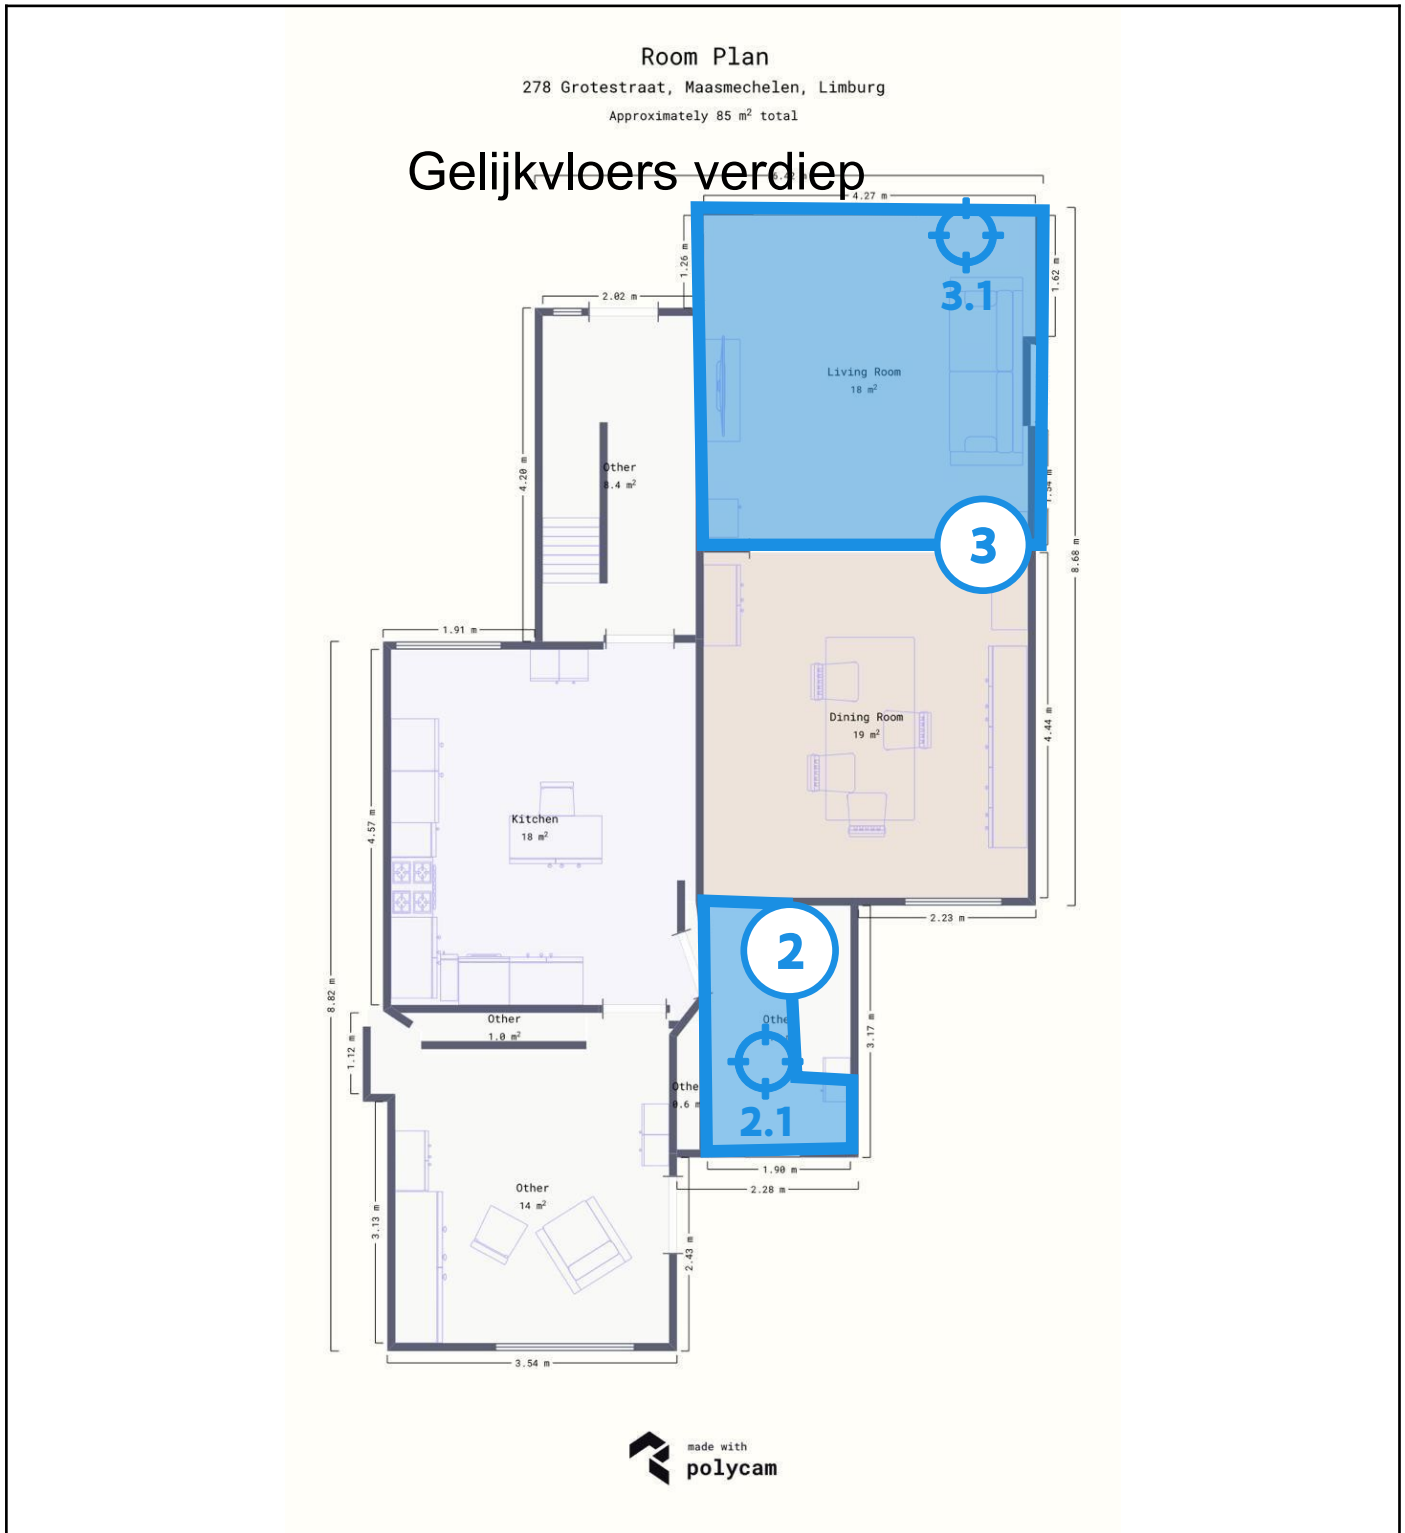 Room Plan
278 Grotestraat, Maasmechelen, Limburg
Approximately 85 m² total
Gelijkvloers verdiep
4.27 m
1.26 m
3.1
1.62 m
2.02 m
Living Room
18 m²
4.20 m
Other
8.4 m²
3
8.68 m
1.91 m
Dining Room
19 m²
4.44 m
Kitchen
18 m²
4.57 m
2.23 m
2
8.82 m
Other
1.0 m²
3.17 m
1.12 m
2.1
1.90 m
2.28 m
Other
14 m²
3.13 m
2.43 m
3.54 m
made with
polycam